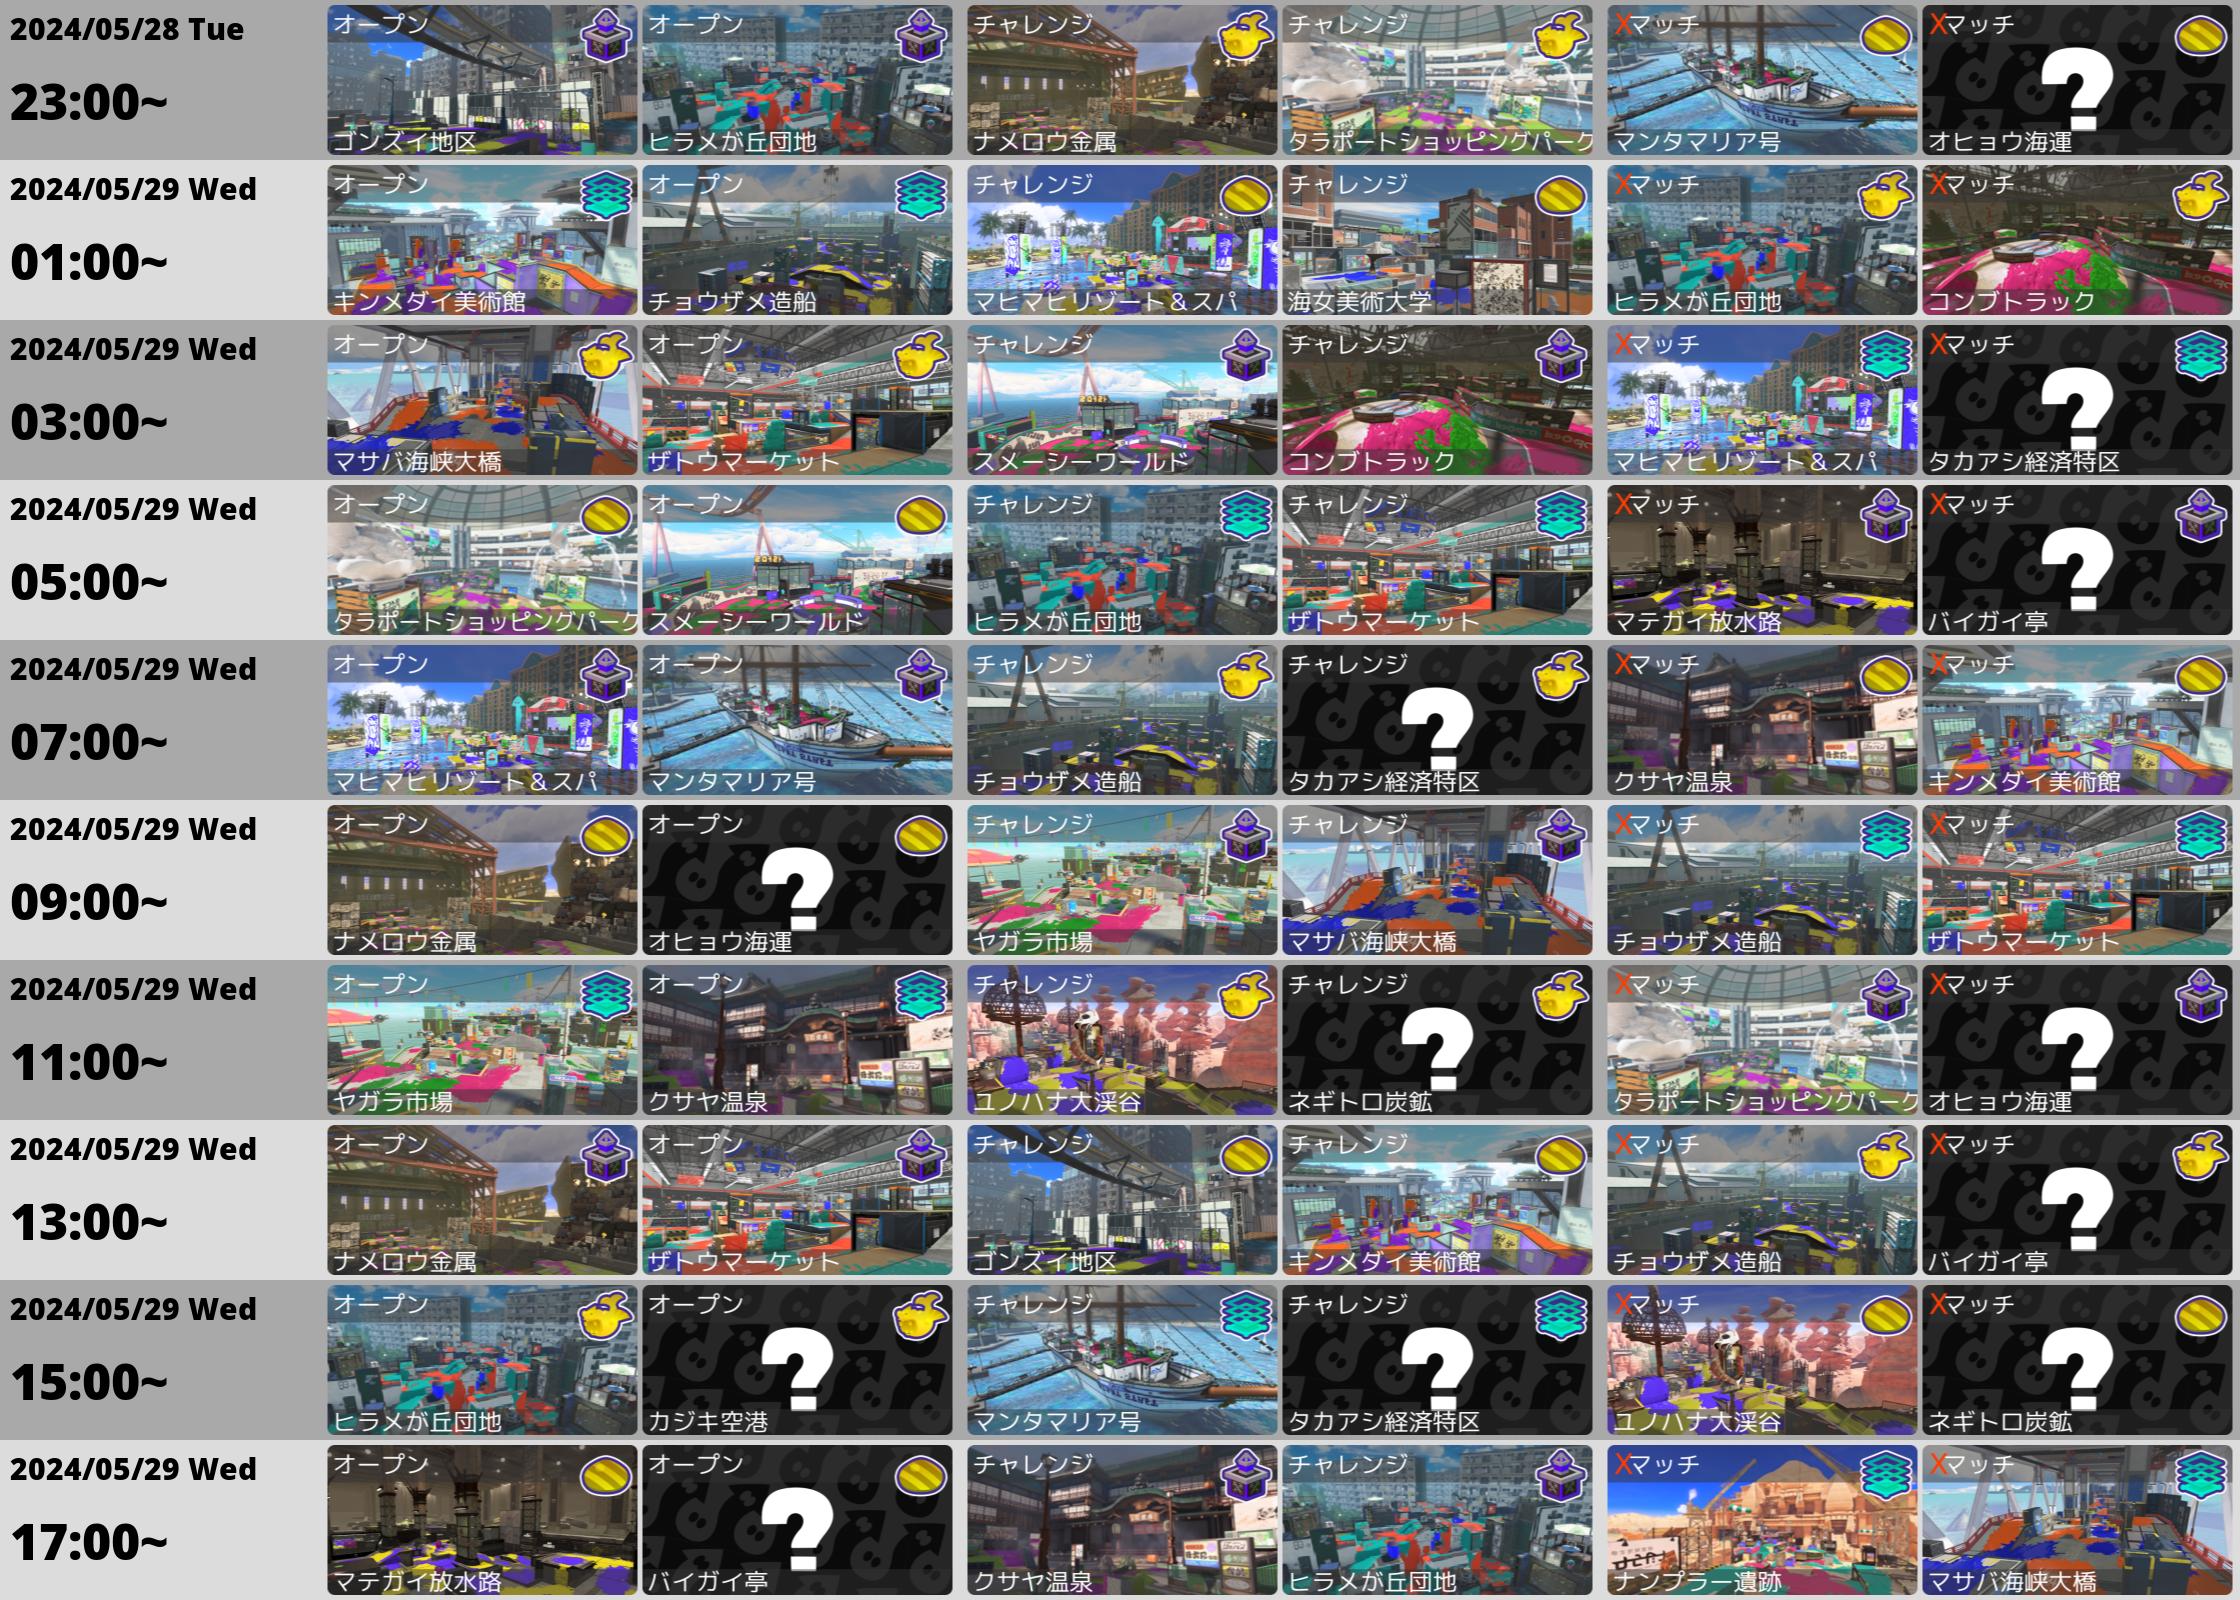 2024/05/28 Tue
23:00~
オープン
ゴンズイ地区
オープン
ヒラメが丘団地
チャレンジ
ナメロウ金属
チャレンジ
タラポートショッピングパーク
Xマッチ
マンタマリア号
Xマッチ
オヒョウ海運
2024/05/29 Wed
01:00~
オープン
キンメダイ美術館
オープン
チョウザメ造船
チャレンジ
マヒマヒリゾート＆スパ
チャレンジ
海女美術大学
Xマッチ
ヒラメが丘団地
Xマッチ
コンブトラック
2024/05/29 Wed
03:00~
オープン
マサバ海峡大橋
オープン
ザトウマーケット
チャレンジ
スメーシーワールド
チャレンジ
コンブトラック
Xマッチ
マヒマヒリゾート＆スパ
Xマッチ
タカアシ経済特区
2024/05/29 Wed
05:00~
オープン
タラポートショッピングパーク
オープン
スメーシーワールド
チャレンジ
ヒラメが丘団地
チャレンジ
ザトウマーケット
Xマッチ
マテガイ放水路
Xマッチ
バイガイ亭
2024/05/29 Wed
07:00~
オープン
マヒマヒリゾート＆スパ
オープン
マンタマリア号
チャレンジ
チョウザメ造船
チャレンジ
タカアシ経済特区
Xマッチ
クサヤ温泉
Xマッチ
キンメダイ美術館
2024/05/29 Wed
09:00~
オープン
ナメロウ金属
オープン
オヒョウ海運
チャレンジ
ヤガラ市場
チャレンジ
マサバ海峡大橋
Xマッチ
チョウザメ造船
Xマッチ
ザトウマーケット
2024/05/29 Wed
11:00~
オープン
ヤガラ市場
オープン
クサヤ温泉
チャレンジ
ユノハナ大渓谷
チャレンジ
ネギトロ炭鉱
Xマッチ
タラポートショッピングパーク
Xマッチ
オヒョウ海運
2024/05/29 Wed
13:00~
オープン
ナメロウ金属
オープン
ザトウマーケット
チャレンジ
ゴンズイ地区
チャレンジ
キンメダイ美術館
Xマッチ
チョウザメ造船
Xマッチ
バイガイ亭
2024/05/29 Wed
15:00~
オープン
ヒラメが丘団地
オープン
カジキ空港
チャレンジ
マンタマリア号
チャレンジ
タカアシ経済特区
Xマッチ
ユノハナ大渓谷
Xマッチ
ネギトロ炭鉱
2024/05/29 Wed
17:00~
オープン
マテガイ放水路
オープン
バイガイ亭
チャレンジ
クサヤ温泉
チャレンジ
ヒラメが丘団地
Xマッチ
ナンプラー遺跡
Xマッチ
マサバ海峡大橋